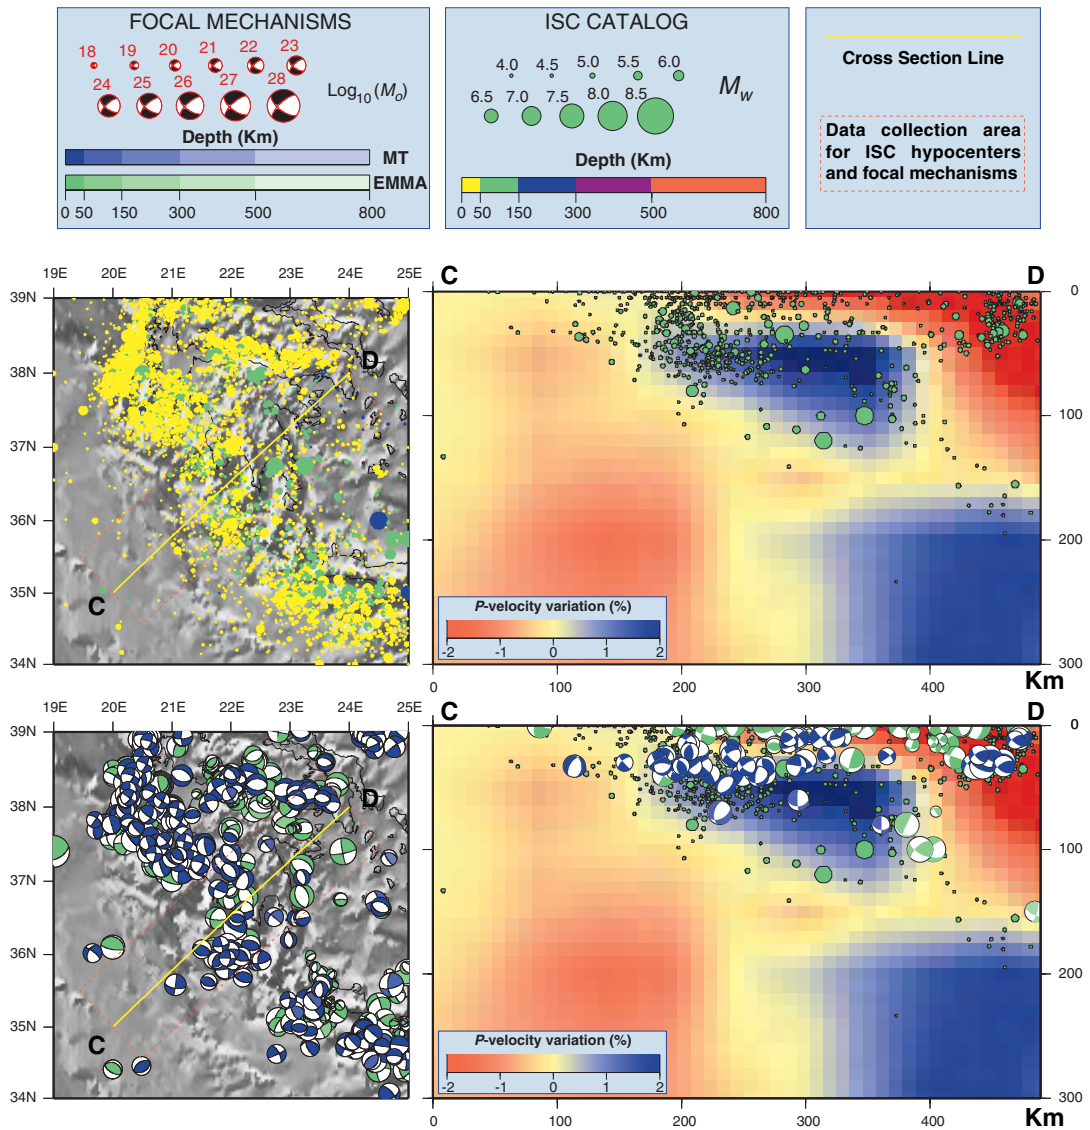 FOCAL MECHANISMS
18 19 20 21 22 23
24 25 26 27 28
Log10(Mo)
Depth (Km)
MT
EMMA
0 50 150 300 500 800
ISC CATALOG
4.0 4.5 5.0 5.5 6.0
6.5 7.0 7.5 8.0 8.5
Mw
Depth (Km)
0 50 150 300 500 800
Cross Section Line
Data collection area
for ISC hypocenters
and focal mechanisms
19E 20E 21E 22E 23E 24E 25E
39N
38N
37N
36N
35N
34N
C
D
C D
0
100
200
300
P-velocity variation (%)
-2 -1 0 1 2
0 100 200 300 400
Km
19E 20E 21E 22E 23E 24E 25E
39N
38N
37N
36N
35N
34N
C
D
C D
0
100
200
300
P-velocity variation (%)
-2 -1 0 1 2
0 100 200 300 400
Km